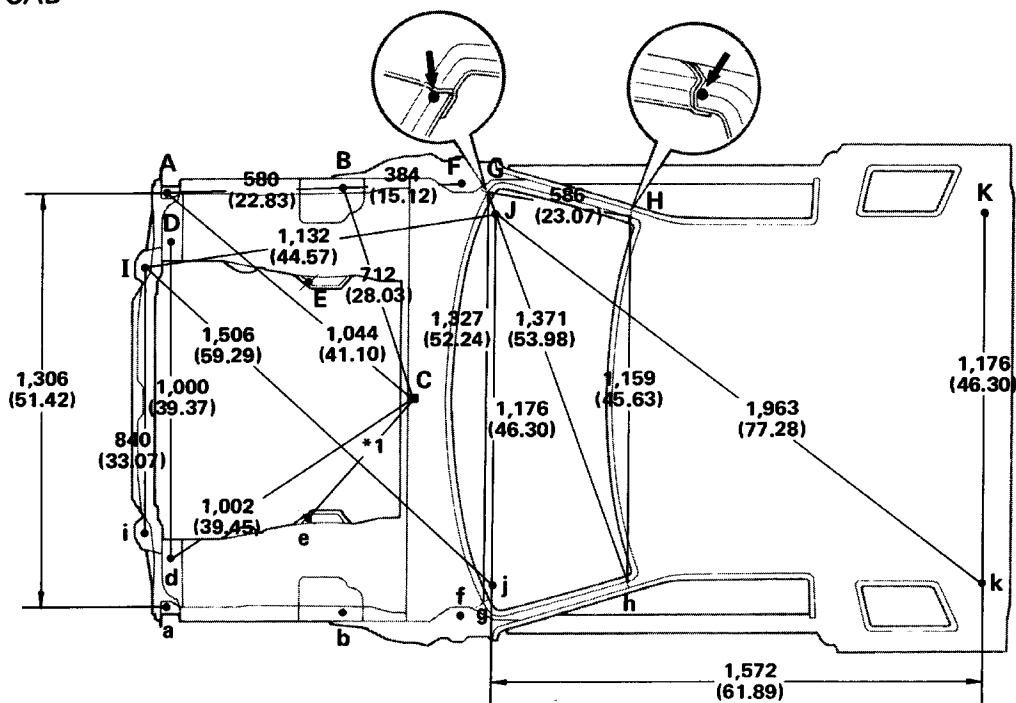 A
B
F
G
580
(22.83)
384
(15.12)
586
(23.07)
H
K
D
J
1,132
(44.57)
I
712
(28.03)
E
1,506
(59.29)
1,044
(41.10)
1,327
(52.24)
1,371
(53.98)
1,306
(51.42)
1,000
(39.37)
C
1,159
(45.63)
1,176
(46.30)
1,176
(46.30)
1,963
(77.28)
840
(33.07)
*1
1,002
(39.45)
i
e
d
j
k
a
b
f
g
h
1,572
(61.89)